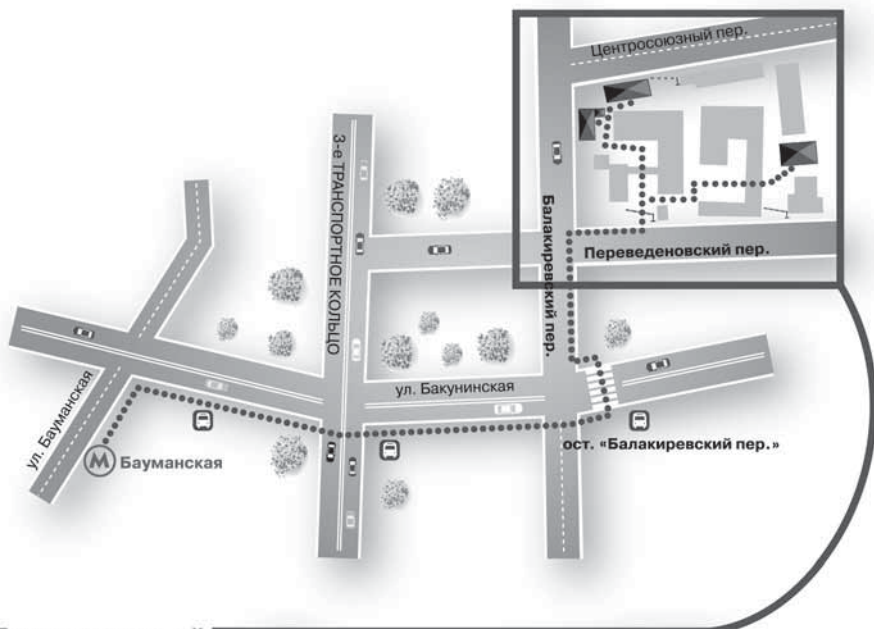 Центросоюзный пер.
3-е ТРАНСПОРТНОЕ КОЛЬЦО
Балакиревский пер.
Переведеновский пер.
ул. Бакунинская
ул. Бауманская
М Бауманская
ост. «Балакиревский пер.»